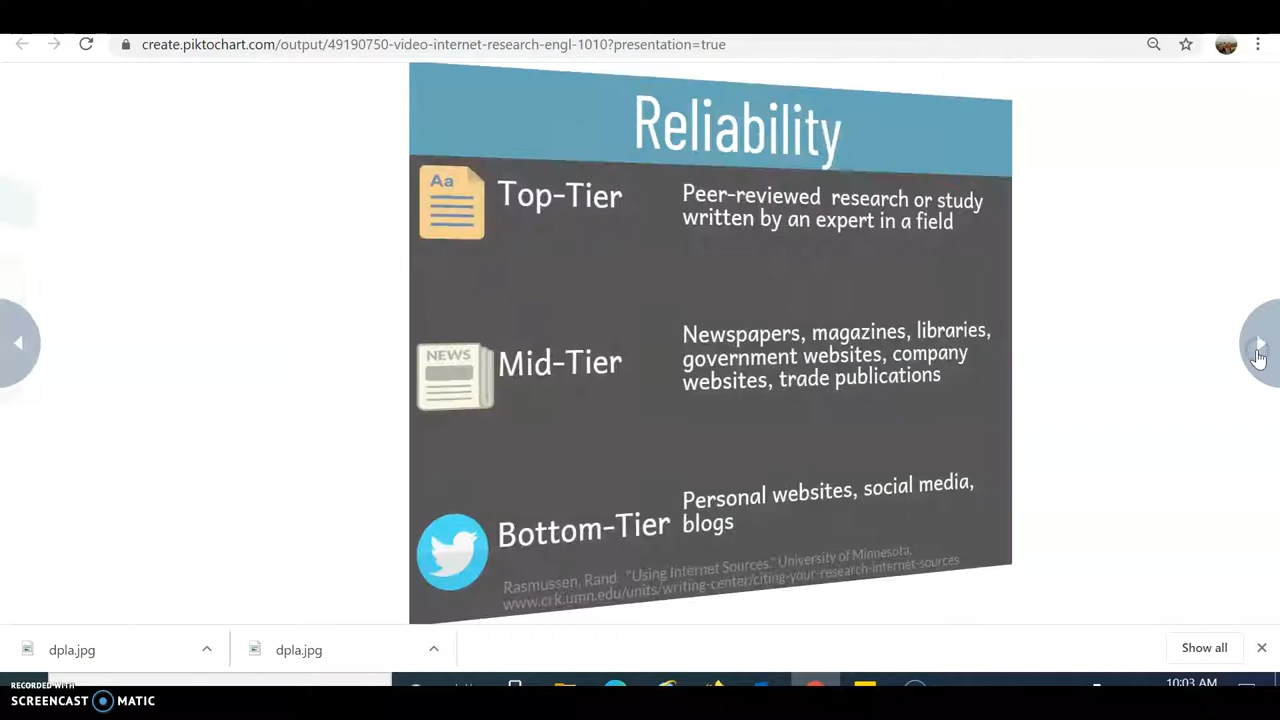 create.piktochart.com/output/49190750-video-internet-research-engl-1010?presentation=true
Reliability
Aa
Top-Tier
Peer-reviewed research or study
written by an expert in a field
NEWS
Mid-Tier
Newspapers, magazines, libraries,
government websites, company
websites, trade publications
Bottom-Tier
Personal websites, social media,
blogs
Rasmussen, Rand. "Using Internet Sources." University of Minnesota,
www.crk.umn.edu/units/writing-center/citing-your-research-internet-sources
dpla.jpg
dpla.jpg
Show all
10:03 AM
RECORDED WITH
SCREENCAST MATIC